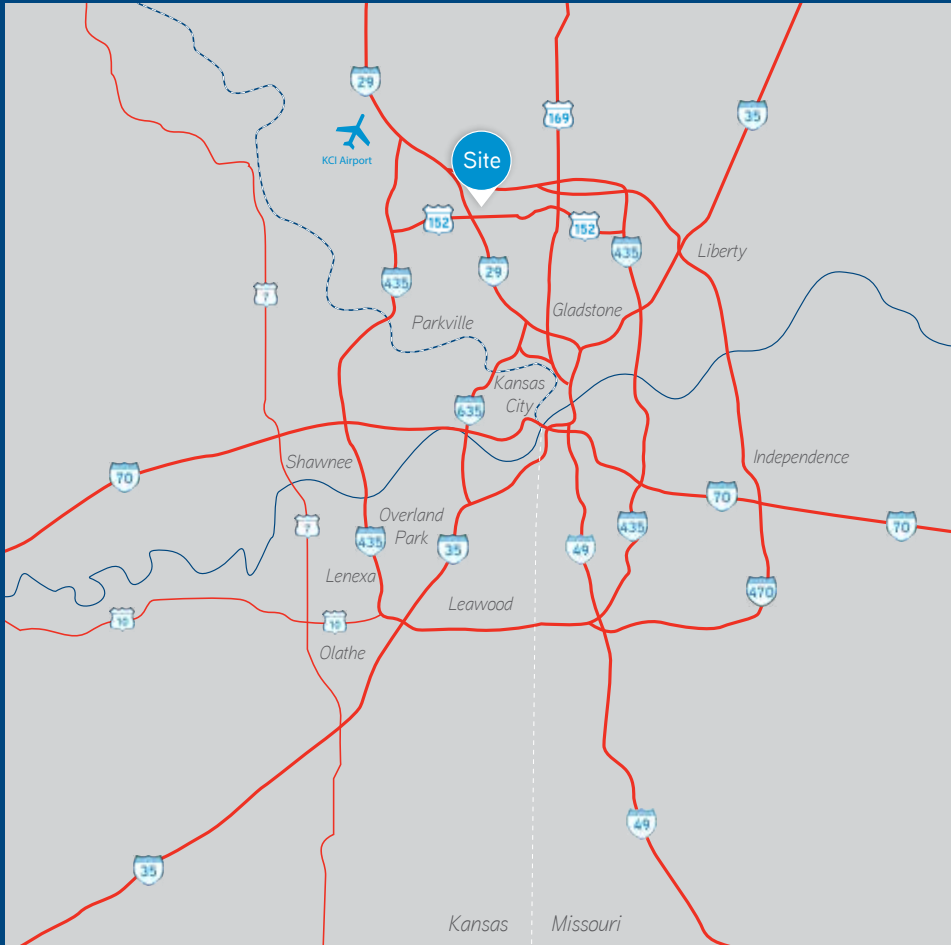 29
169
35
KCI Airport
Site
152
152
435
Liberty
29
435
7
Gladstone
Parkville
Kansas
City
635
Shawnee
Independence
70
70
Overland
Park
7
435
35
49
435
70
Lenxa
Leawood
470
10
10
Olathe
49
35
Kansas
Missouri